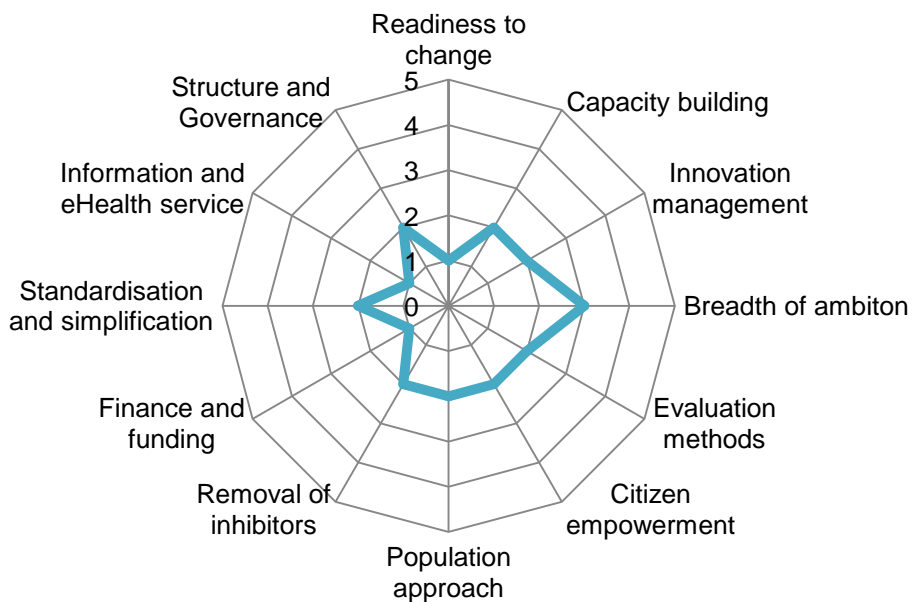 Readiness to
change
Structure and
Governance
5
Capacity building
4
Information and
eHealth service
3
Innovation
management
2
1
Standardisation
and simplification
0
Breadth of ambiton
Finance and
funding
Evaluation
methods
Removal of
inhibitors
Citizen
empowerment
Population
approach